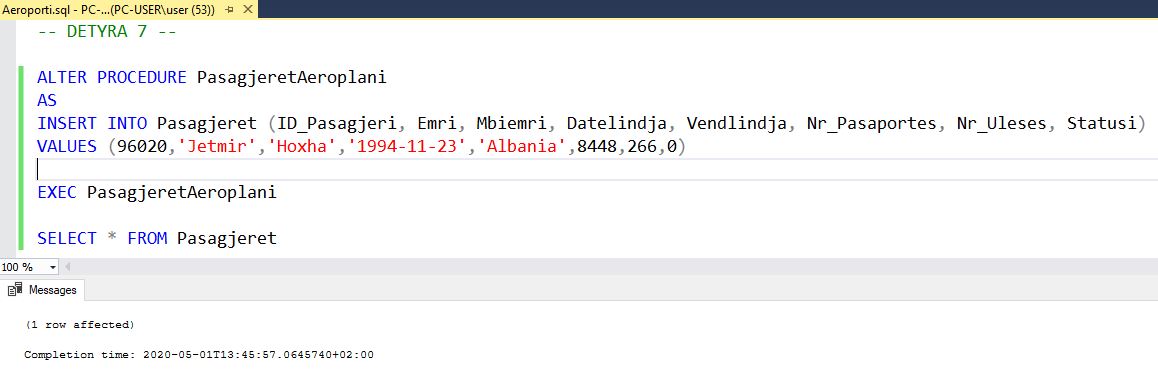 Aeroporti.sql - PC-...(PC-USER\user (53))
-- DETYRA 7 --
ALTER PROCEDURE PasagjeretAeroplani
AS
INSERT INTO Pasagjeret (ID_Pasagjeri, Emri, Mbiemri, Datelindja, Vendlindja, Nr_Pasaportes, Nr_Uleses, Statusi)
VALUES (96020,'Jetmir','Hoxha','1994-11-23','Albania',8448,266,0)
EXEC PasagjeretAeroplani
SELECT * FROM Pasagjeret
100 %
Messages
(1 row affected)
Completion time: 2020-05-01T13:45:57.0645740+02:00